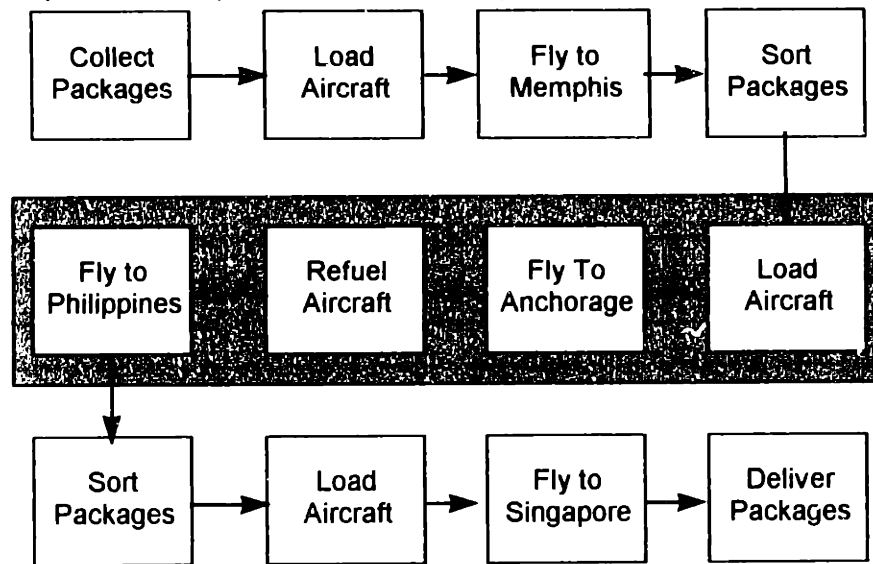 Collect
Packages
Load
Aircraft
Fly to
Memphis
Sort
Packages
Fly to
Philippines
Refuel
Aircraft
Fly To
Anchorage
Load
Aircraft
Sort
Packages
Load
Aircraft
Fly to
Singapore
Deliver
Packages